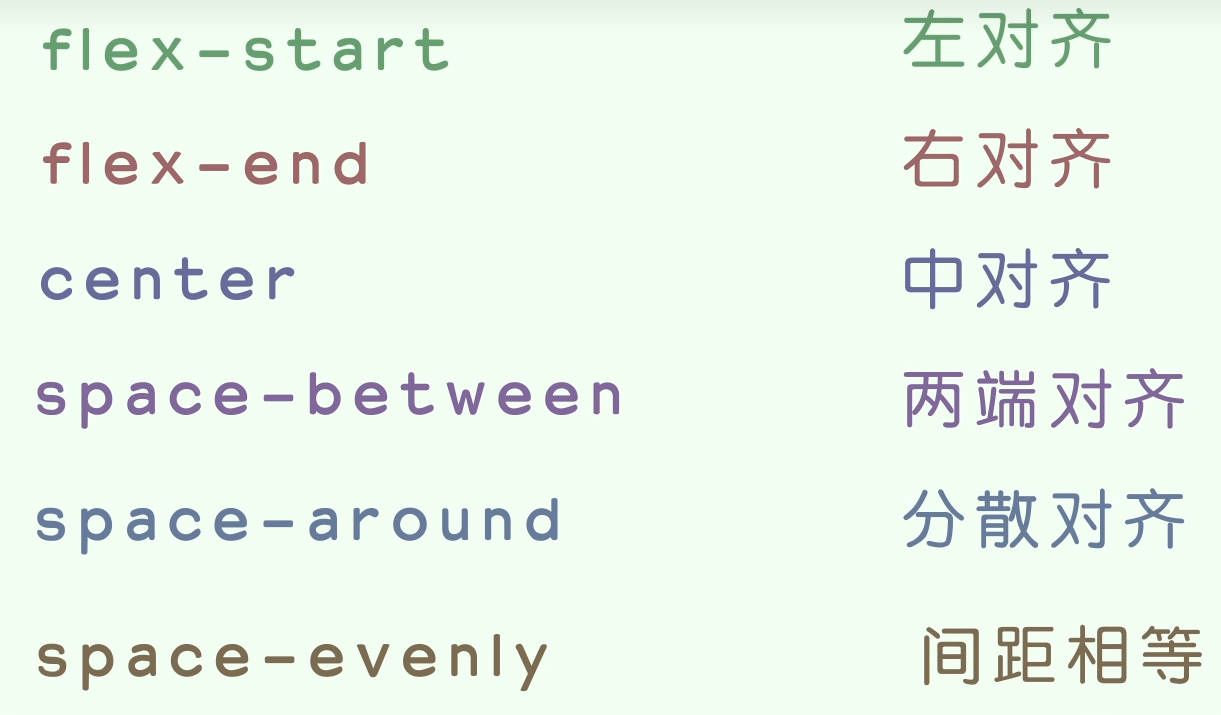 flex-start 左对齐
flex-end 右对齐
center 中对齐
space-between 两端对齐
space-around 分散对齐
space-evenly 间距相等